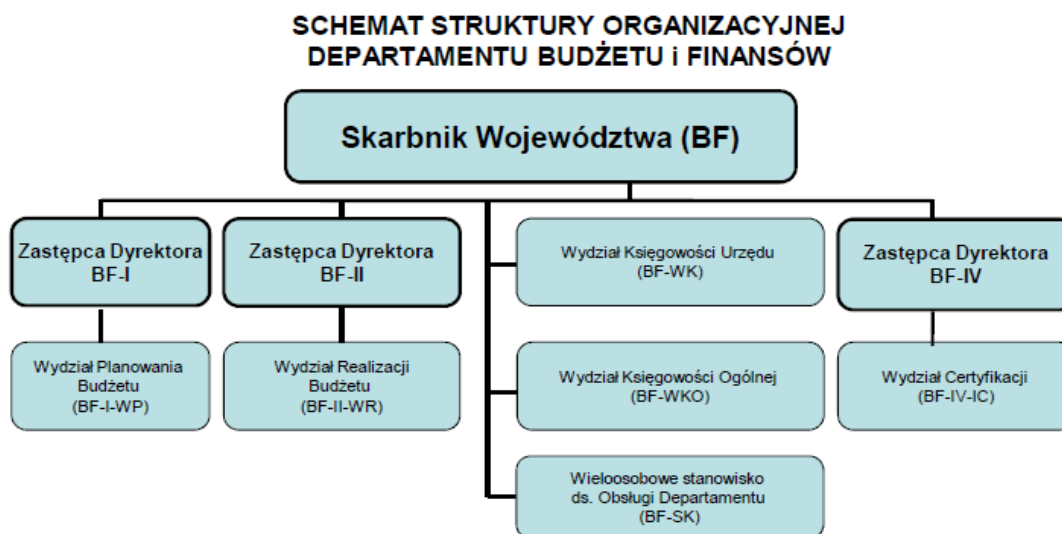 SCHEMAT STRUKTURY ORGANIZACYJNEJ
DEPARTAMENTU BUDŻETU i FINANSÓW
Skarbnik Województwa (BF)
Zastępca Dyrektora
BF-I
Zastępca Dyrektora
BF-II
Wydział Księgowości Urzędu
(BF-WK)
Zastępca Dyrektora
BF-IV
Wydział Planowania
Budżetu
(BF-I-WP)
Wydział Realizacji
Budżetu
(BF-II-WR)
Wydział Księgowości Ogólnej
(BF-WKO)
Wydział Certyfikacji
(BF-IV-IC)
Wieloosobowe stanowisko
ds. Obsługi Departamentu
(BF-SK)